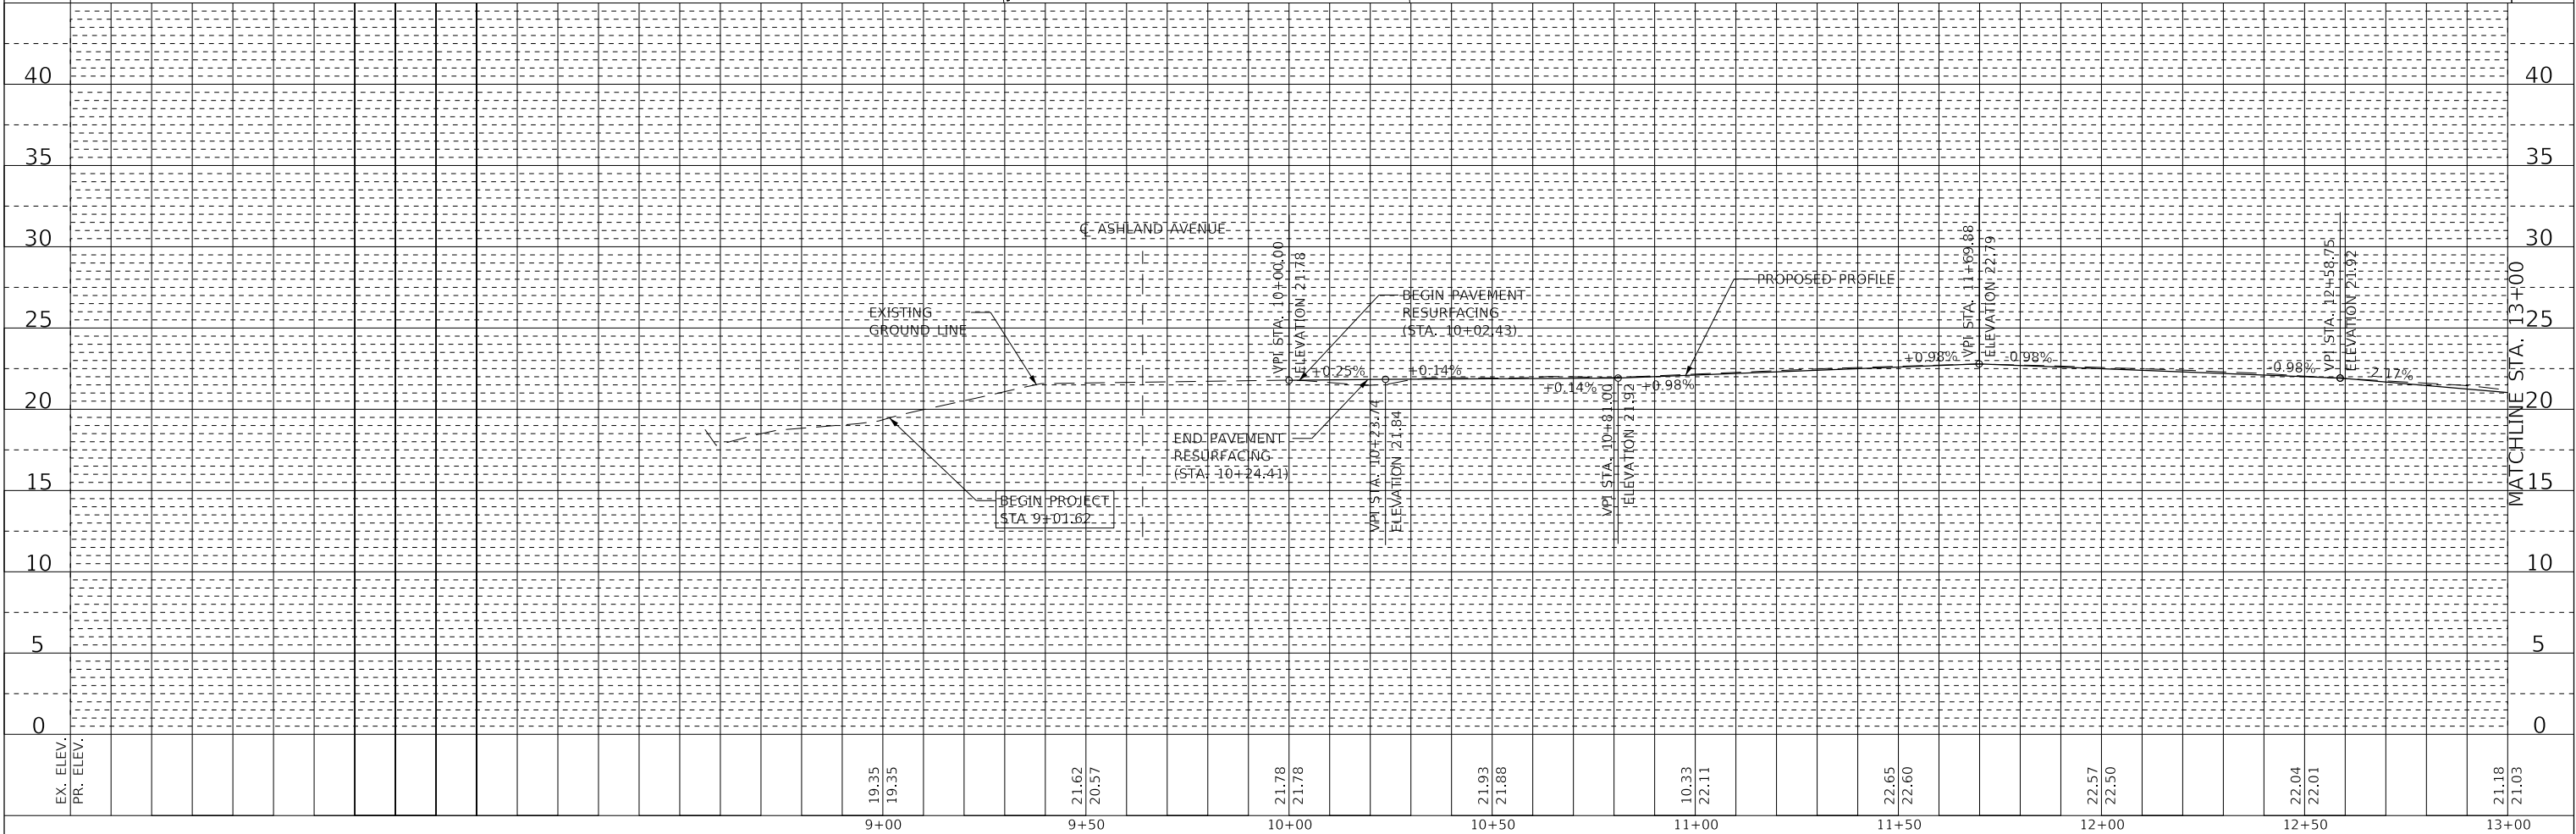 40
40
35
35
30
30
25
25
20
20
15
15
10
10
5
5
0
0
℄ ASHLAND AVENUE
EXISTING
GROUND LINE
BEGIN PROJECT
STA 9+01.62
VPI STA. 10+00.00
ELEVATION 21.78
BEGIN PAVEMENT
RESURFACING
(STA. 10+02.43)
+0.25%
+0.14%
END PAVEMENT
RESURFACING
(STA. 10+24.41)
VPI STA. 10+23.74
ELEVATION 21.84
+0.14%
VPI STA. 10+81.00
ELEVATION 21.92
+0.98%
PROPOSED PROFILE
+0.98%
VPI STA. 11+69.88
ELEVATION 22.79
-0.98%
-0.98%
VPI STA. 12+58.75
ELEVATION 21.92
-2.17%
MATCHLINE STA. 13+00
EX. ELEV.
PR. ELEV.
19.35
19.35
21.62
20.57
21.78
21.78
21.93
21.88
10.33
22.11
22.65
22.60
22.57
22.50
22.04
22.01
21.18
21.03
9+00
9+50
10+00
10+50
11+00
11+50
12+00
12+50
13+00